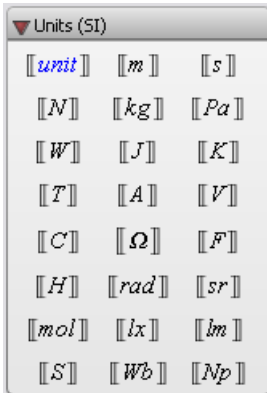 Units (SI)
⟦unit⟧ ⟦m⟧ ⟦s⟧
⟦N⟧ ⟦kg⟧ ⟦Pa⟧
⟦W⟧ ⟦J⟧ ⟦K⟧
⟦T⟧ ⟦A⟧ ⟦V⟧
⟦C⟧ ⟦Ω⟧ ⟦F⟧
⟦H⟧ ⟦rad⟧ ⟦sr⟧
⟦mol⟧ ⟦lx⟧ ⟦lm⟧
⟦S⟧ ⟦Wb⟧ ⟦Np⟧